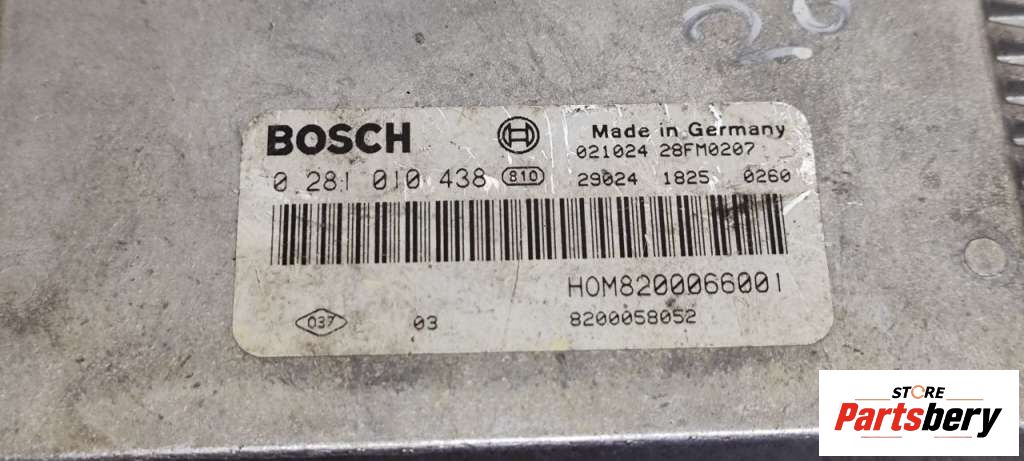 BOSCH
Made in Germany
021024 28FM0207
0 281 010 438 810
29024 1825 0260
HOM8200066001
037 03
8200058052
STORE
Partsbery